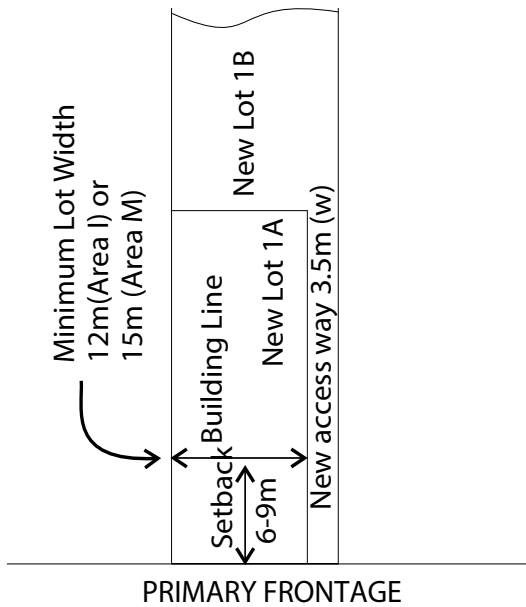 Minimum Lot Width
12m(Area I) or
15m (Area M)
New Lot 1B
New Lot 1A
Building Line
Setback
6-9m
New access way 3.5m (w)
PRIMARY FRONTAGE